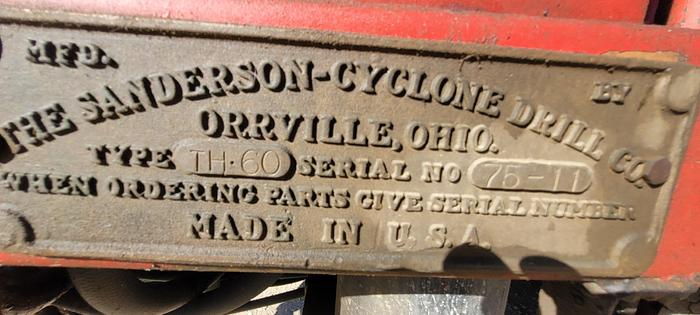 MFD. BY
THE SANDERSON-CYCLONE DRILL CO.
ORRVILLE, OHIO.
TYPE TH·60 SERIAL NO 75-11
WHEN ORDERING PARTS GIVE SERIAL NUMBER
MADE IN U.S.A.